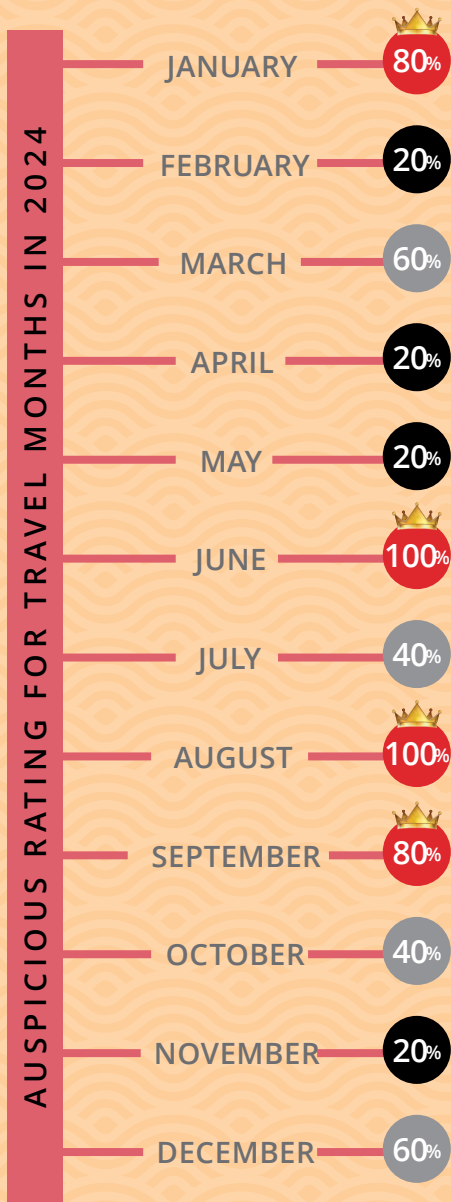 AUSPICIOUS RATING FOR TRAVEL MONTHS IN 2024
JANUARY 80%
FEBRUARY 20%
MARCH 60%
APRIL 20%
MAY 20%
JUNE 100%
JULY 40%
AUGUST 100%
SEPTEMBER 80%
OCTOBER 40%
NOVEMBER 20%
DECEMBER 60%